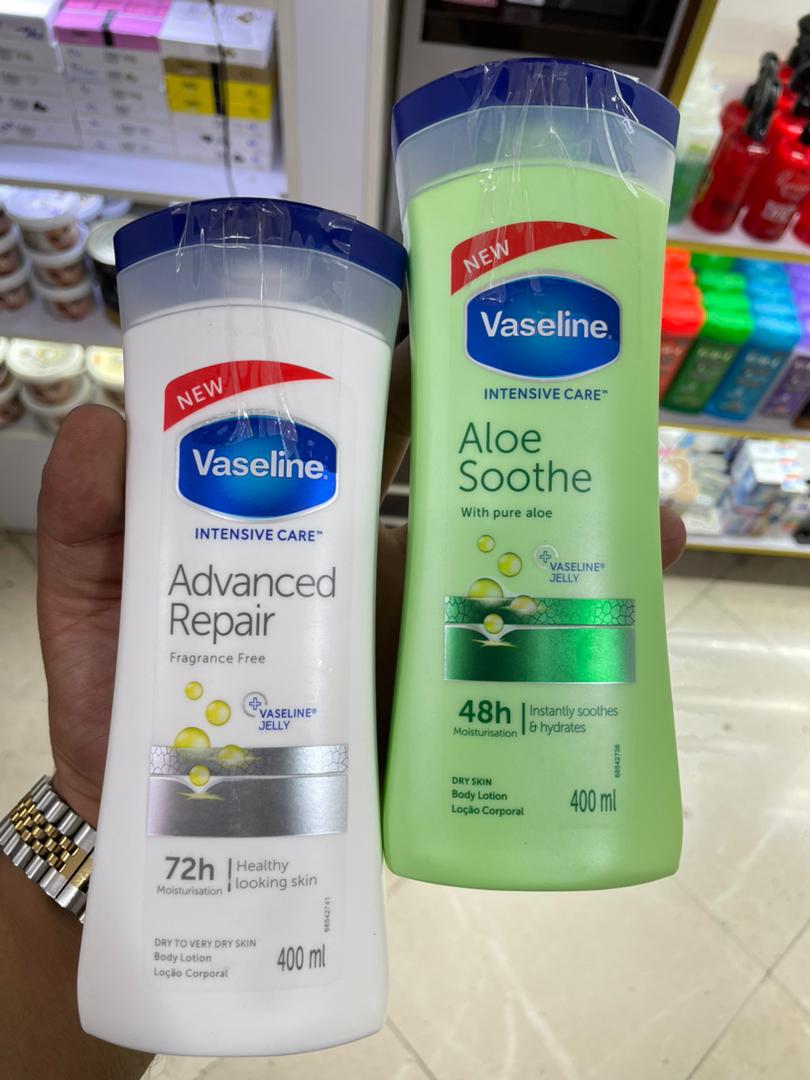 NEW
Vaseline
INTENSIVE CARE™
Advanced
Repair
Fragrance Free
VASELINE®
JELLY
72h
Moisturisation
Healthy
looking skin
68542741
DRY TO VERY DRY SKIN
Body Lotion
Loção Corporal
400 ml
NEW
Vaseline
INTENSIVE CARE™
Aloe
Soothe
With pure aloe
VASELINE®
JELLY
48h
Moisturisation
Instantly soothes
& hydrates
68542736
DRY SKIN
Body Lotion
Loção Corporal
400 ml